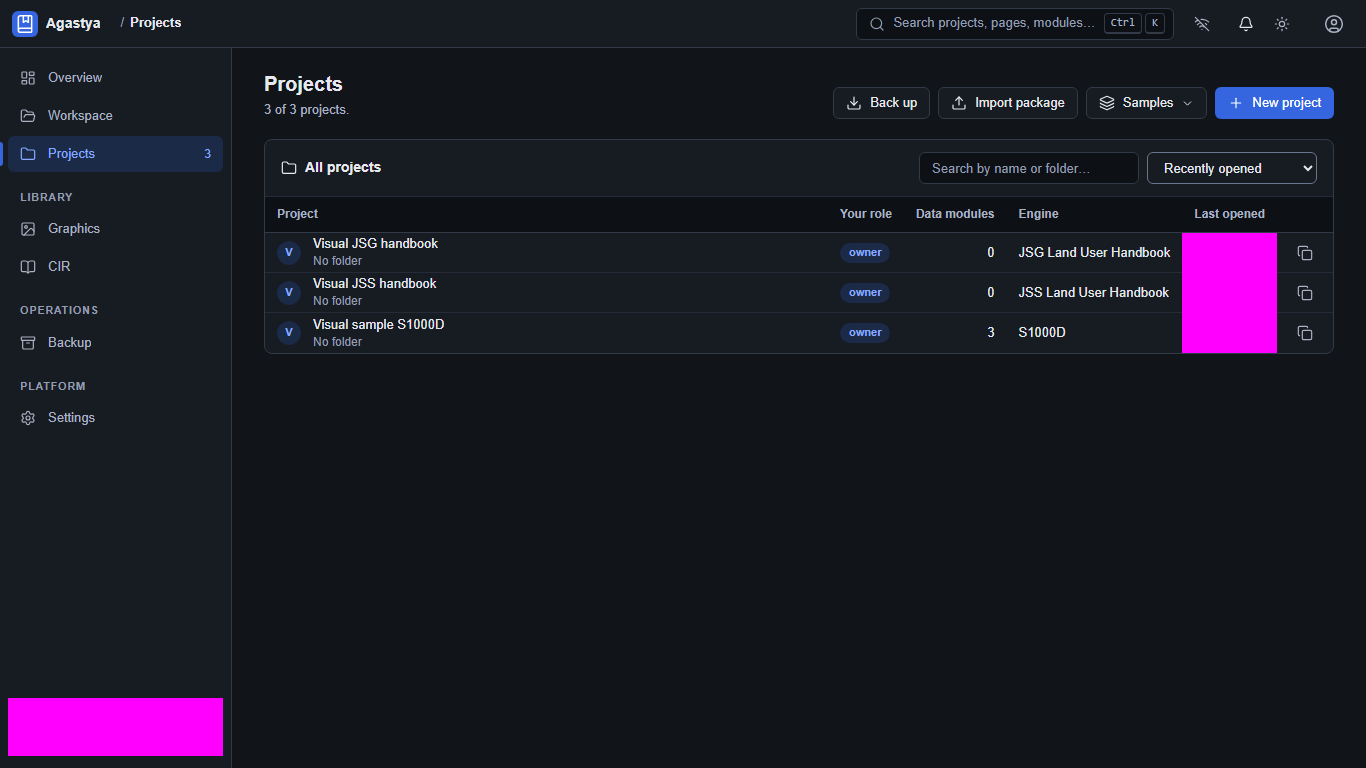 Agastya / Projects
Search projects, pages, modules… Ctrl K
Overview
Workspace
Projects 3
LIBRARY
Graphics
CIR
OPERATIONS
Backup
PLATFORM
Settings
Projects
3 of 3 projects.
Back up
Import package
Samples
New project
All projects
Search by name or folder…
Recently opened
Project Your role Data modules Engine Last opened
V Visual JSG handbook owner 0 JSG Land User Handbook
No folder
V Visual JSS handbook owner 0 JSS Land User Handbook
No folder
V Visual sample S1000D owner 3 S1000D
No folder